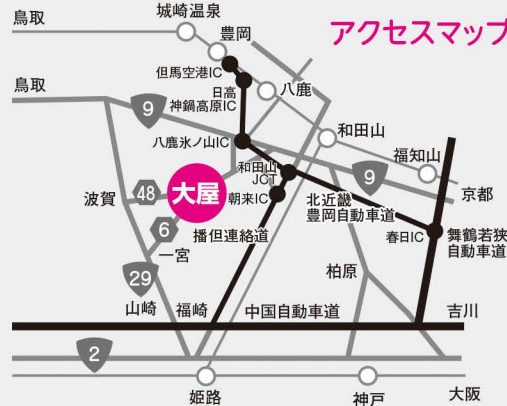 鳥取
城崎温泉
アクセスマップ
豊岡
但馬空港IC
鳥取
日高
神鍋高原IC
八鹿
9
八鹿氷ノ山IC
和田山
福知山
和田山
JCT
9
京都
波賀
48
大屋
朝来IC
北近畿
豊岡自動車道
6
播但連絡道
春日IC
舞鶴若狭
自動車道
一宮
29
柏原
山崎
福崎
中国自動車道
吉川
2
姫路
神戸
大阪